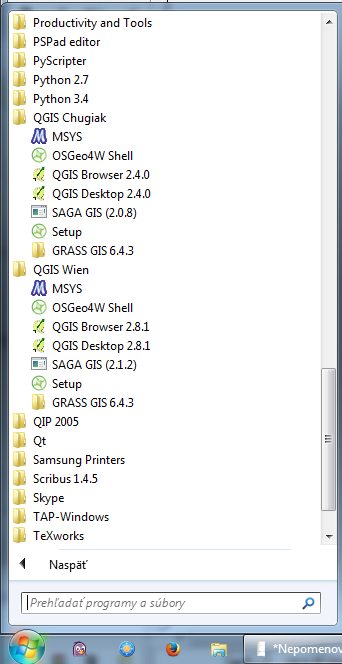 Productivity and Tools
PSPad editor
PyScripter
Python 2.7
Python 3.4
QGIS Chugiak
MSYS
OSGeo4W Shell
QGIS Browser 2.4.0
QGIS Desktop 2.4.0
SAGA GIS (2.0.8)
Setup
GRASS GIS 6.4.3
QGIS Wien
MSYS
OSGeo4W Shell
QGIS Browser 2.8.1
QGIS Desktop 2.8.1
SAGA GIS (2.1.2)
Setup
GRASS GIS 6.4.3
QIP 2005
Qt
Samsung Printers
Scribus 1.4.5
Skype
TAP-Windows
TeXworks
Naspäť
Prehľadať programy a súbory
*Nepomenov